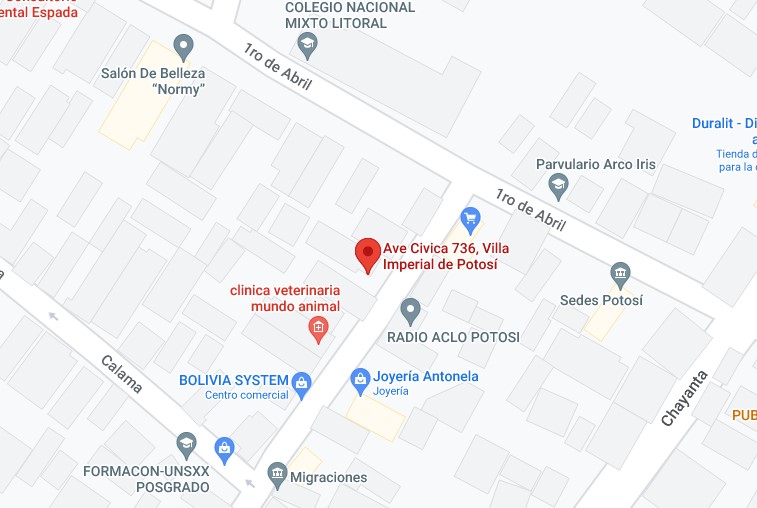 ental Espada
COLEGIO NACIONAL
MIXTO LITORAL
1ro de Abril
Salón De Belleza
“Normy”
Duralit - Di
a
Tienda d
para la
Parvulario Arco Iris
1ro de Abril
Ave Civica 736, Villa
Imperial de Potosí
Sedes Potosí
clinica veterinaria
mundo animal
RADIO ACLO POTOSI
a
Calama
BOLIVIA SYSTEM
Centro comercial
Joyería Antonela
Joyería
Chayanta
PUB
FORMACON-UNSXX
POSGRADO
Migraciones